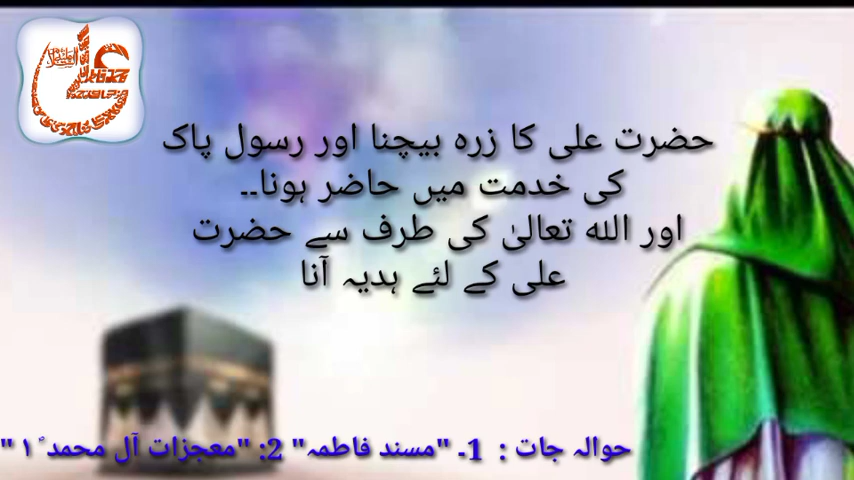 حضرت علی کا زرہ بیچنا اور رسول پاک
کی خدمت میں حاضر ہونا۔۔
اور اللہ تعالیٰ کی طرف سے حضرت
علی کے لئے ہدیہ آنا
حوالہ جات : 1۔ "مسند فاطمہ" 2: "معجزات آل محمدؑ ۱"